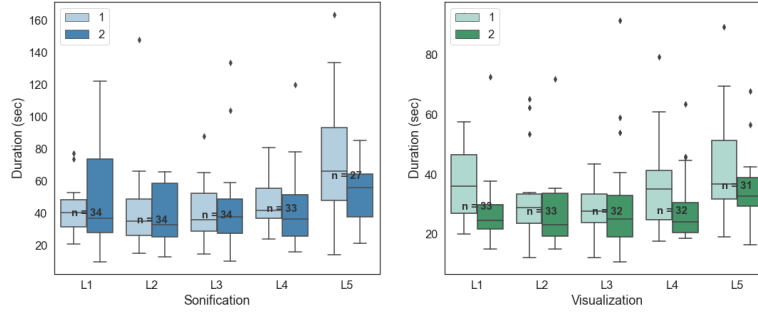 160
140
120
100
80
60
40
20
Duration (sec)
1
2
n = 34
n = 34
n = 34
n = 33
n = 27
L1 L2 L3 L4 L5
Sonification
80
60
40
20
Duration (sec)
1
2
n = 33
n = 33
n = 32
n = 32
n = 31
L1 L2 L3 L4 L5
Visualization